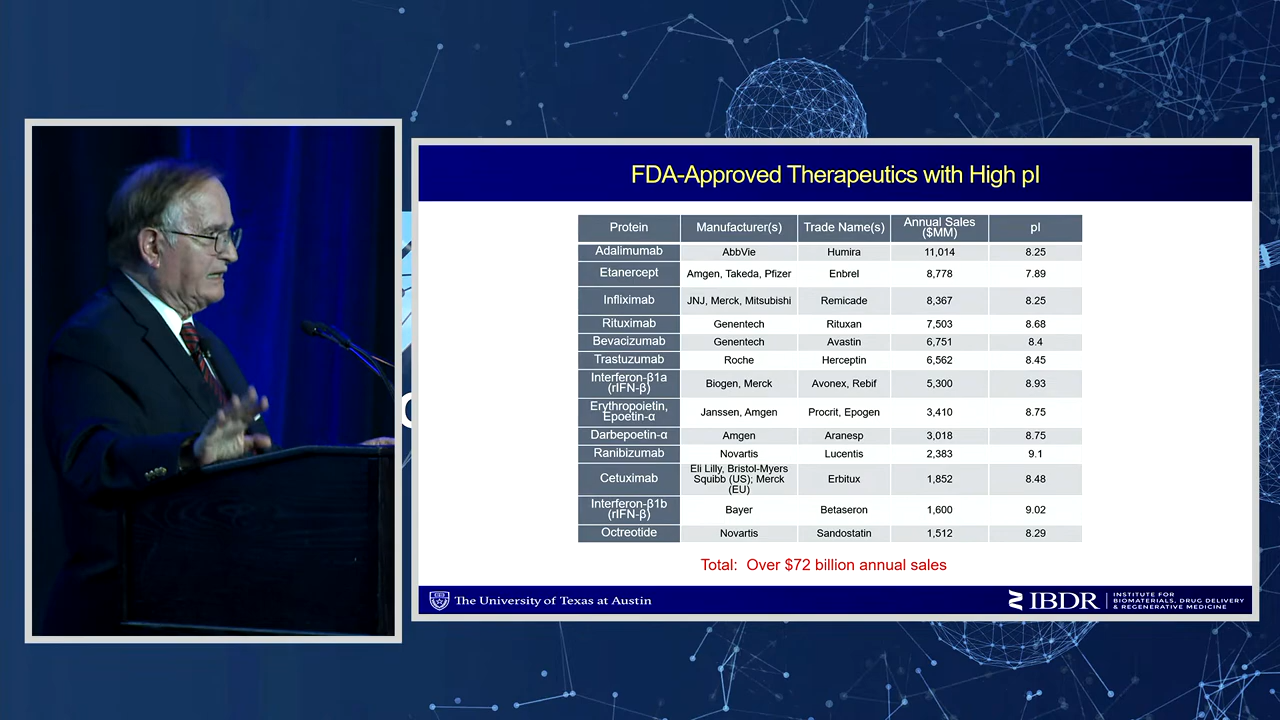 FDA-Approved Therapeutics with High pI
Protein Manufacturer(s) Trade Name(s) Annual Sales ($MM) pI
Adalimumab AbbVie Humira 11,014 8.25
Etanercept Amgen, Takeda, Pfizer Enbrel 8,778 7.89
Infliximab JNJ, Merck, Mitsubishi Remicade 8,367 8.25
Rituximab Genentech Rituxan 7,503 8.68
Bevacizumab Genentech Avastin 6,751 8.4
Trastuzumab Roche Herceptin 6,562 8.45
Interferon-β1a (rIFN-β) Biogen, Merck Avonex, Rebif 5,300 8.93
Erythropoietin, Epoetin-α Janssen, Amgen Procrit, Epogen 3,410 8.75
Darbepoetin-α Amgen Aranesp 3,018 8.75
Ranibizumab Novartis Lucentis 2,383 9.1
Cetuximab Eli Lilly, Bristol-Myers Squibb (US); Merck (EU) Erbitux 1,852 8.48
Interferon-β1b (rIFN-β) Bayer Betaseron 1,600 9.02
Octreotide Novartis Sandostatin 1,512 8.29
Total: Over $72 billion annual sales
The University of Texas at Austin
IBDR
INSTITUTE FOR
BIOMATERIALS, DRUG DELIVERY
& REGENERATIVE MEDICINE